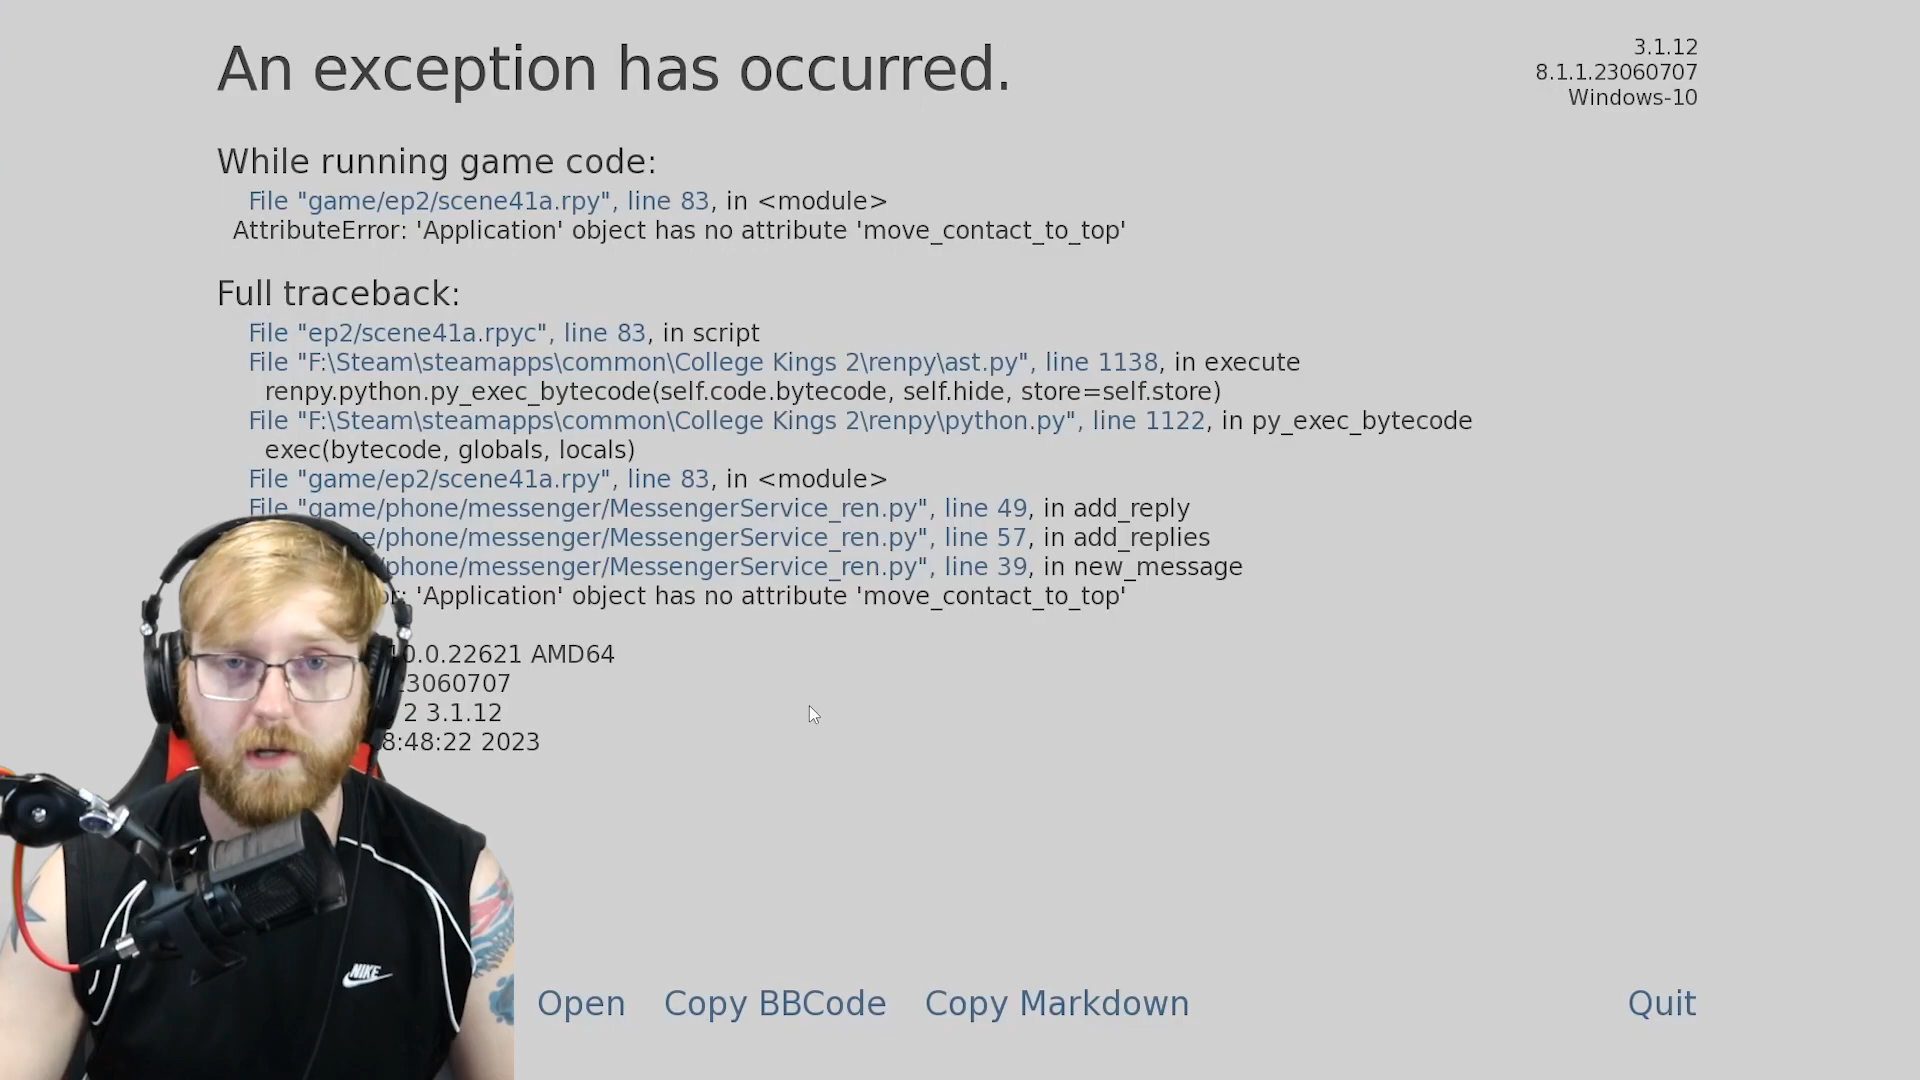 An exception has occurred.
3.1.12
8.1.1.23060707
Windows-10
While running game code:
File "game/ep2/scene41a.rpy", line 83, in <module>
AttributeError: 'Application' object has no attribute 'move_contact_to_top'
Full traceback:
File "ep2/scene41a.rpyc", line 83, in script
File "F:\Steam\steamapps\common\College Kings 2\renpy\ast.py", line 1138, in execute
renpy.python.py_exec_bytecode(self.code.bytecode, self.hide, store=self.store)
File "F:\Steam\steamapps\common\College Kings 2\renpy\python.py", line 1122, in py_exec_bytecode
exec(bytecode, globals, locals)
File "game/ep2/scene41a.rpy", line 83, in <module>
File "game/phone/messenger/MessengerService_ren.py", line 49, in add_reply
/phone/messenger/MessengerService_ren.py", line 57, in add_replies
/phone/messenger/MessengerService_ren.py", line 39, in new_message
'Application' object has no attribute 'move_contact_to_top'
10.0.22621 AMD64
3060707
2 3.1.12
8:48:22 2023
NIKE
Open Copy BBCode Copy Markdown Quit